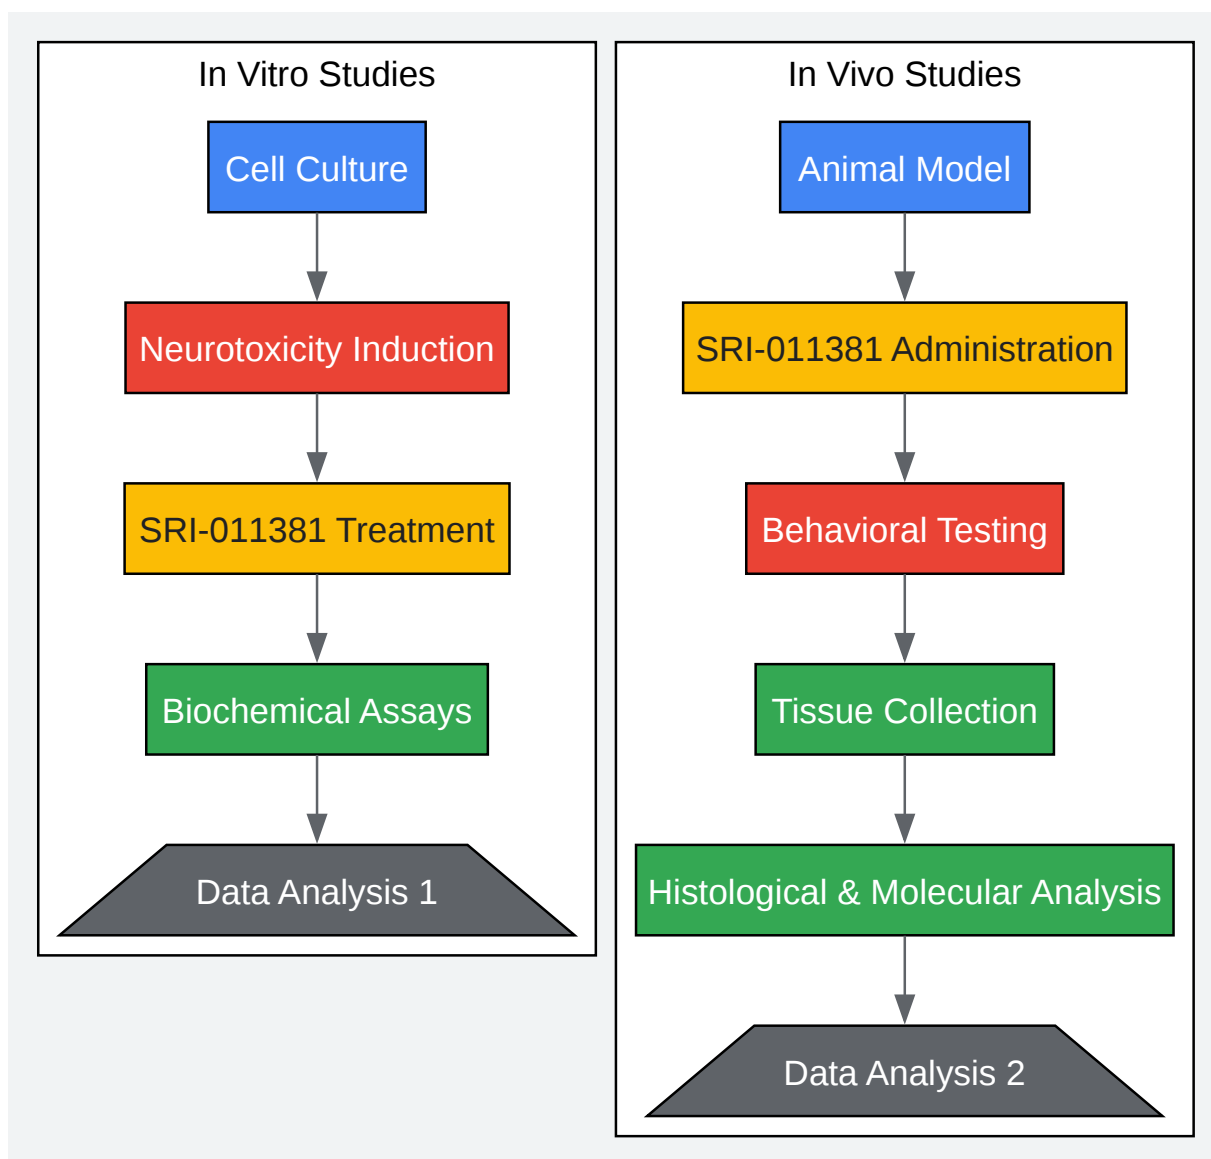 In Vitro Studies
Cell Culture
Neurotoxicity Induction
SRI-011381 Treatment
Biochemical Assays
Data Analysis 1
In Vivo Studies
Animal Model
SRI-011381 Administration
Behavioral Testing
Tissue Collection
Histological & Molecular Analysis
Data Analysis 2